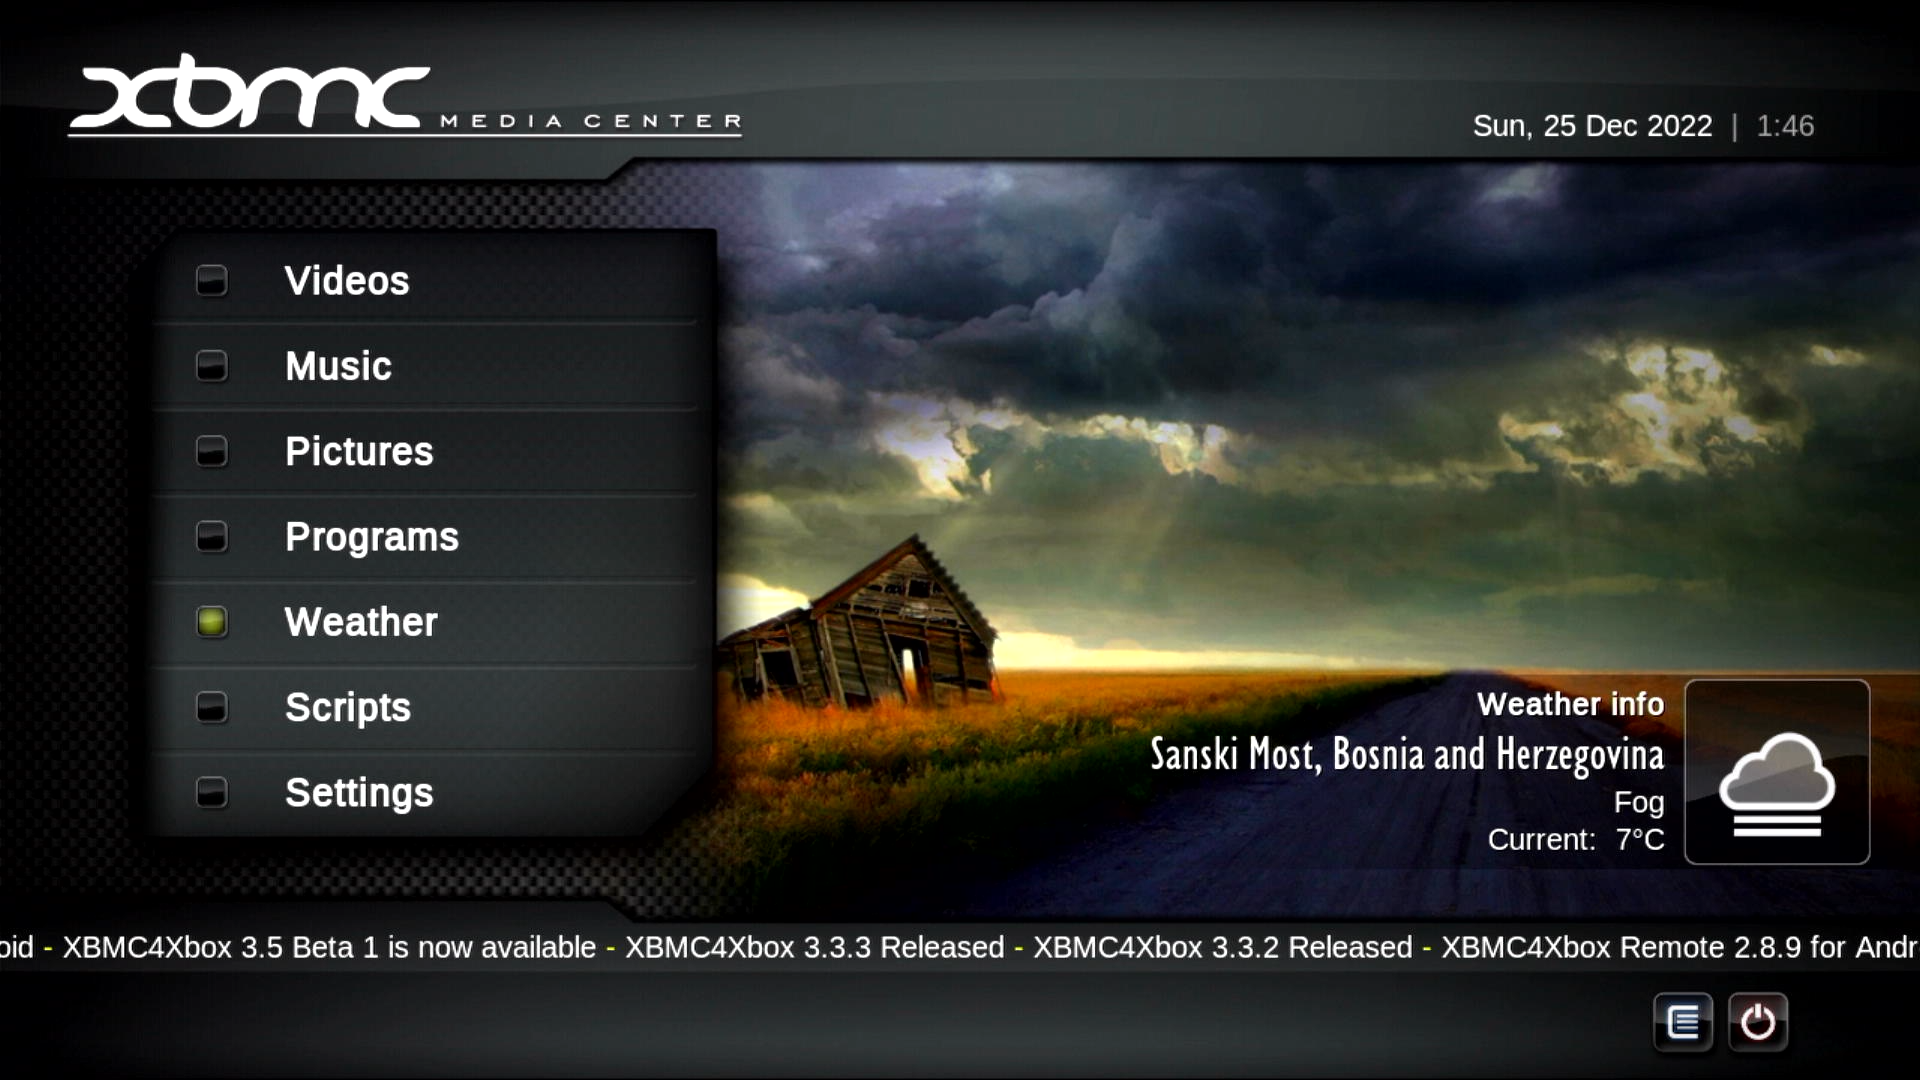 xbmc MEDIA CENTER
Sun, 25 Dec 2022 | 1:46
Videos
Music
Pictures
Programs
Weather
Scripts
Settings
Weather info
Sanski Most, Bosnia and Herzegovina
Fog
Current: 7°C
oid - XBMC4Xbox 3.5 Beta 1 is now available - XBMC4Xbox 3.3.3 Released - XBMC4Xbox 3.3.2 Released - XBMC4Xbox Remote 2.8.9 for Andr